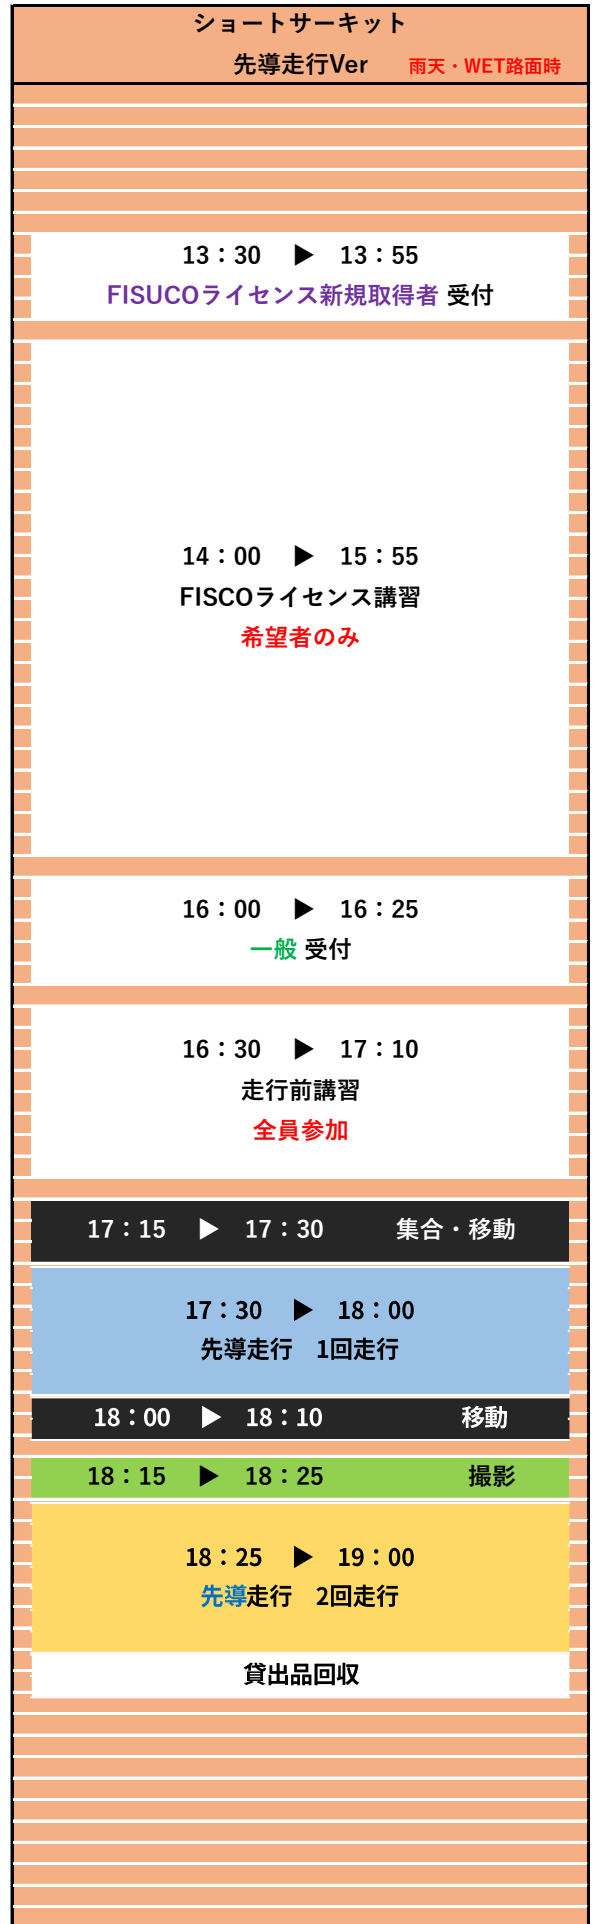 ショートサーキット
先導走行Ver 雨天・WET路面時
13：30 ▶ 13：55
FISUCOライセンス新規取得者 受付
14：00 ▶ 15：55
FISCOライセンス講習
希望者のみ
16：00 ▶ 16：25
一般 受付
16：30 ▶ 17：10
走行前講習
全員参加
17：15 ▶ 17：30 集合・移動
17：30 ▶ 18：00
先導走行 1回走行
18：00 ▶ 18：10 移動
18：15 ▶ 18：25 撮影
18：25 ▶ 19：00
先導走行 2回走行
貸出品回収